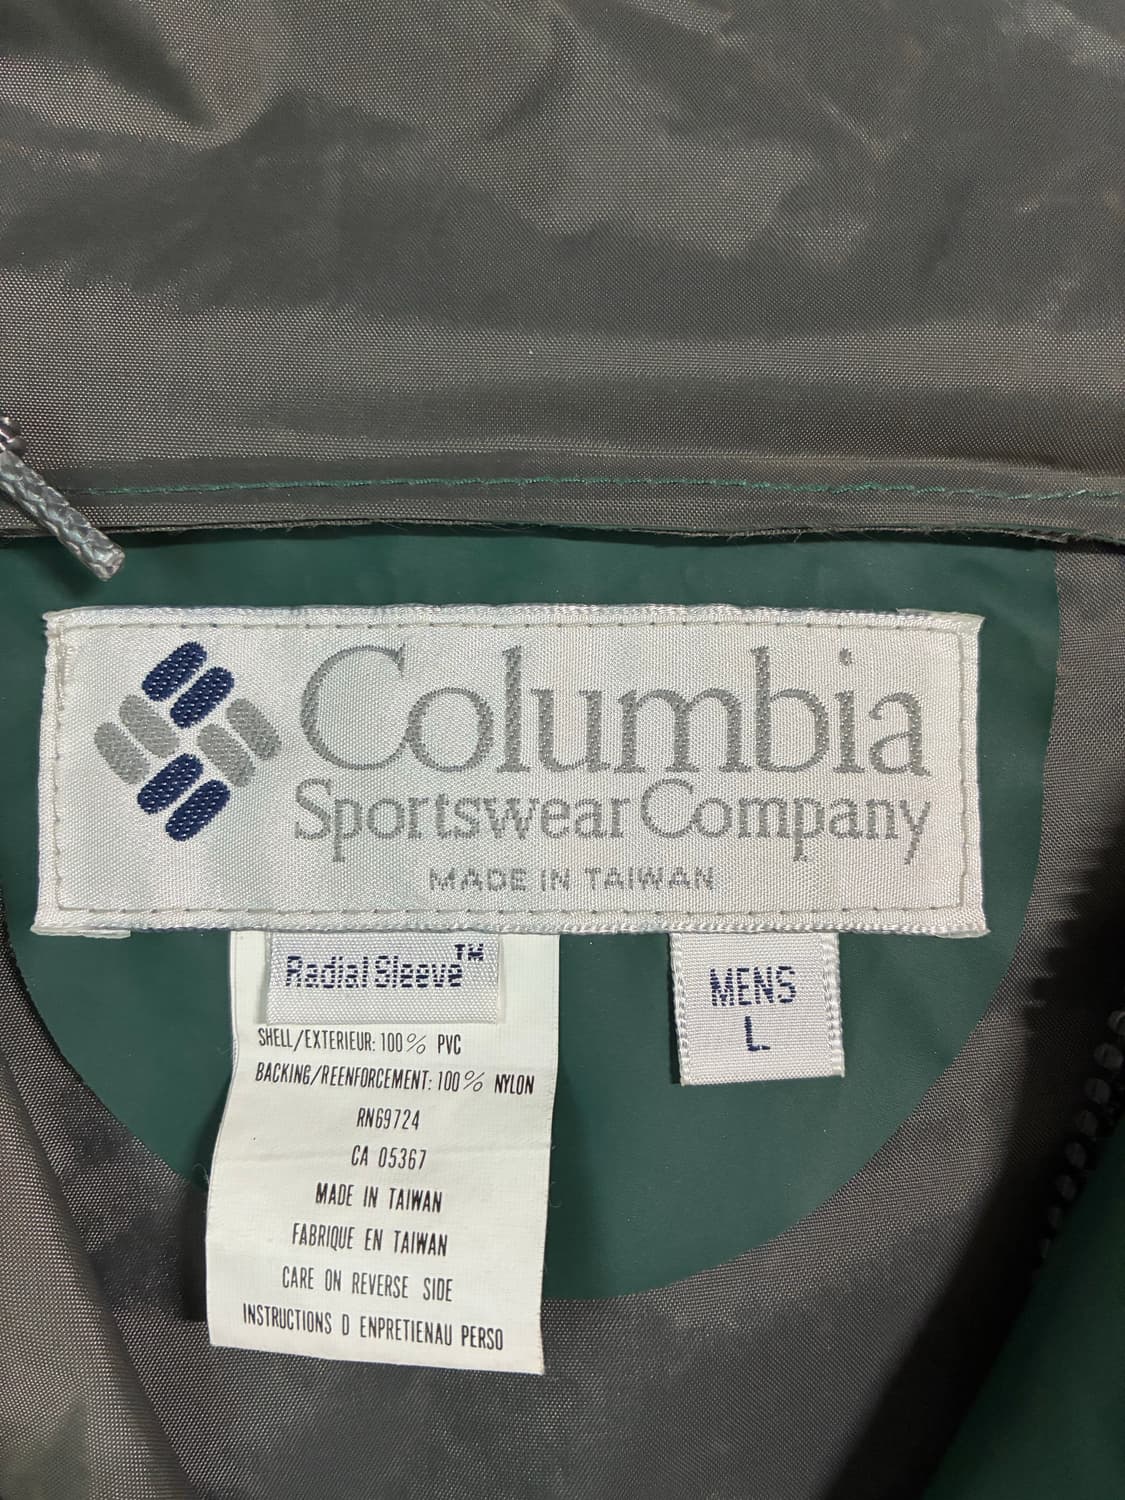 Columbia
Sportswear Company
MADE IN TAIWAN
Radial Sleeve™
MENS
L
SHELL/EXTERIEUR: 100% PVC
BACKING/REENFORCEMENT: 100% NYLON
RN69724
CA 05367
MADE IN TAIWAN
FABRIQUE EN TAIWAN
CARE ON REVERSE SIDE
INSTRUCTIONS D ENPRETIENAU PERSO